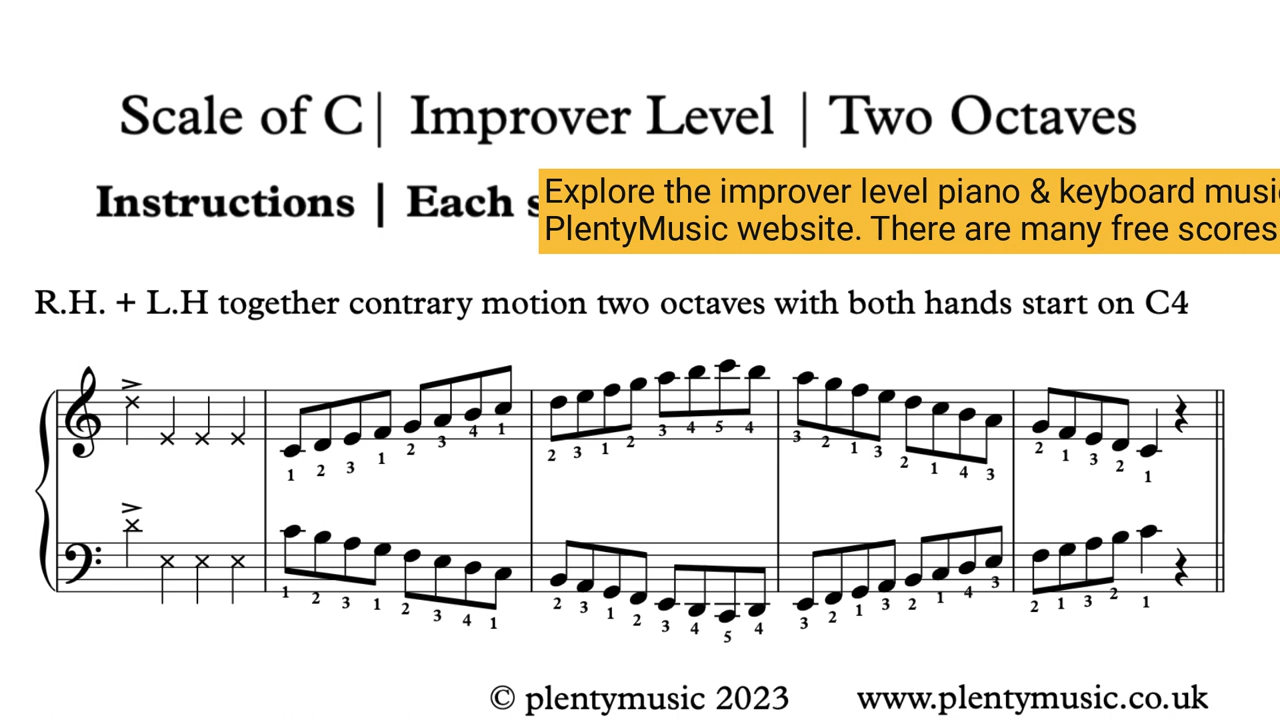 Scale of C| Improver Level | Two Octaves
Instructions | Each
Explore the improver level piano & keyboard
PlentyMusic website. There are many free scores
R.H. + L.H together contrary motion two octaves with both hands start on C4
1 2 3 1 2 3 4 1 2 3 1 2 3 4 5 4 3 2 1 3 2 1 4 3 2 1 3 2 1
1 2 3 1 2 3 4 1 2 3 1 2 3 4 5 4 3 2 1 3 2 1 4 3 2 1 3 2 1
© plentymusic 2023 www.plentymusic.co.uk